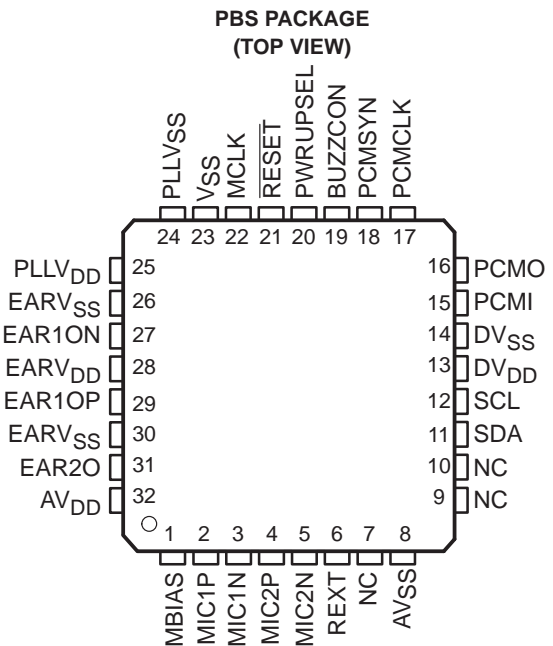 PBS PACKAGE
(TOP VIEW)
PLLVSS
VSS
MCLK
RESET
PWRUPSEL
BUZZCON
PCMSYN
PCMCLK
24 23 22 21 20 19 18 17
PLLVDD 25 16 PCMO
EARVSS 26 15 PCMI
EAR1ON 27 14 DVSS
EARVDD 28 13 DVDD
EAR1OP 29 12 SCL
EARVSS 30 11 SDA
EAR2O 31 10 NC
AVDD 32 9 NC
1 2 3 4 5 6 7 8
MBIAS
MIC1P
MIC1N
MIC2P
MIC2N
REXT
NC
AVSS